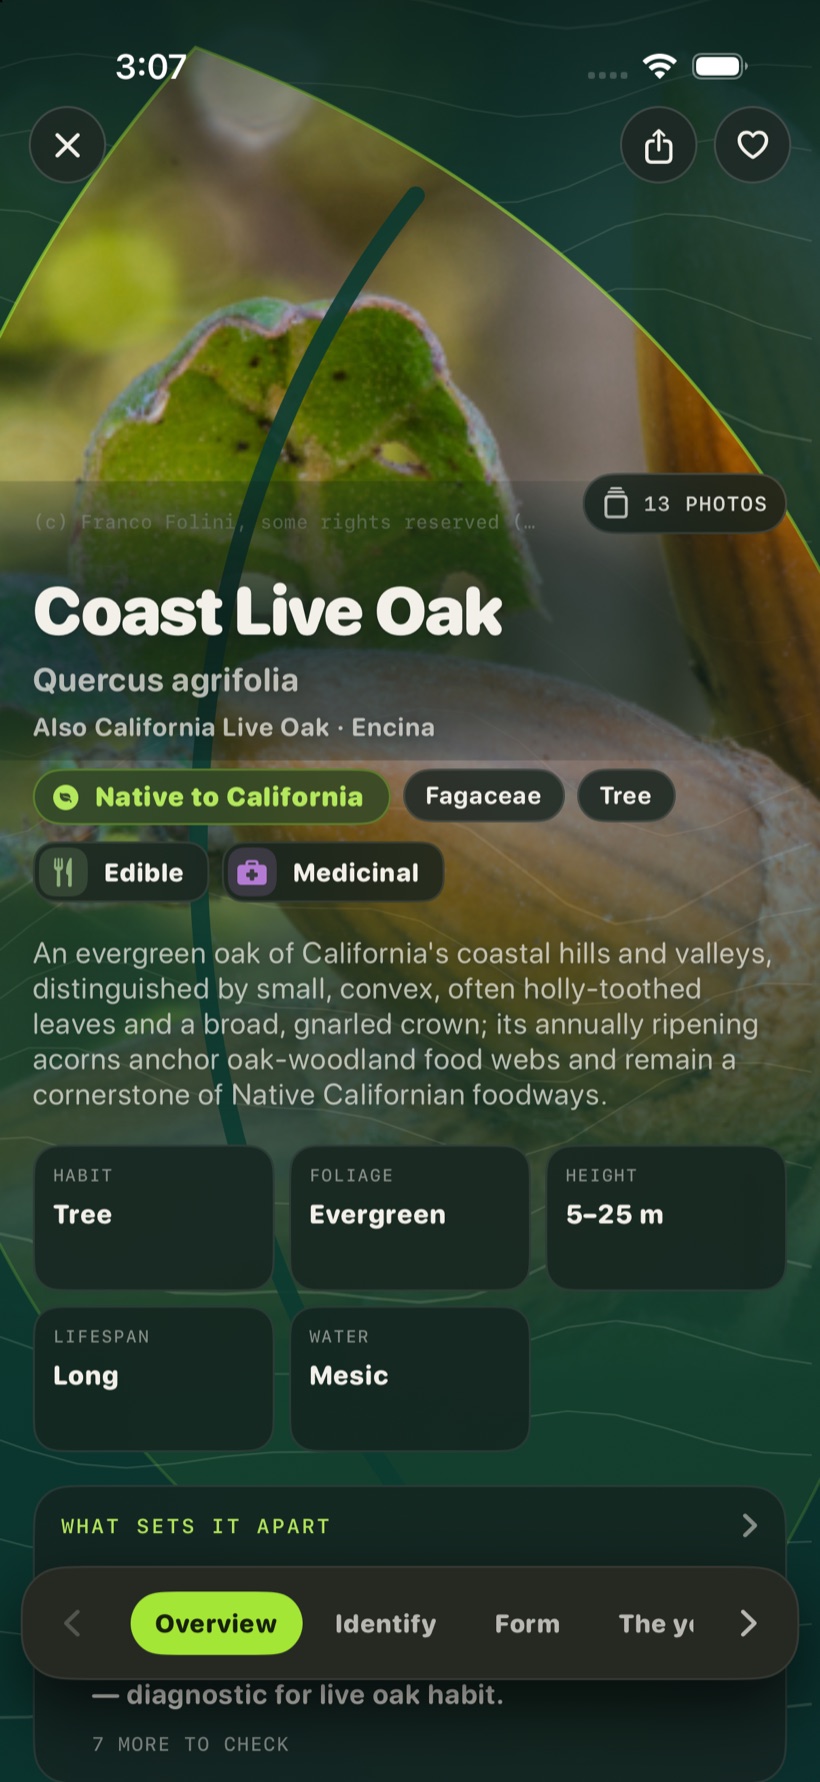 3:07
(c) Franco Folini, some rights reserved (…
13 PHOTOS
Coast Live Oak
Quercus agrifolia
Also California Live Oak · Encina
Native to California
Fagaceae
Tree
Edible
Medicinal
An evergreen oak of California's coastal hills and valleys,
distinguished by small, convex, often holly-toothed
leaves and a broad, gnarled crown; its annually ripening
acorns anchor oak-woodland food webs and remain a
cornerstone of Native Californian foodways.
HABIT
Tree
FOLIAGE
Evergreen
HEIGHT
5–25 m
LIFESPAN
Long
WATER
Mesic
WHAT SETS IT APART
Overview
Identify
Form
The
— diagnostic for live oak habit.
7 MORE TO CHECK